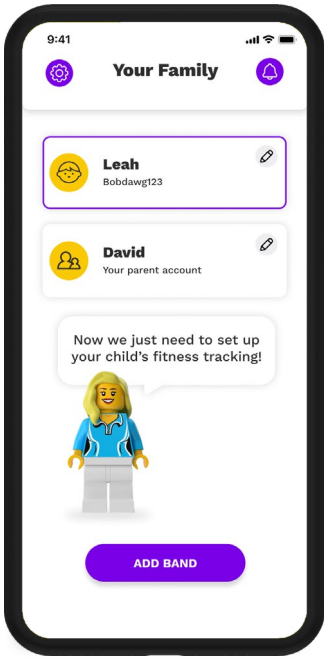 9:41
Your Family
Leah
Bobdawg123
David
Your parent account
Now we just need to set up
your child's fitness tracking!
ADD BAND